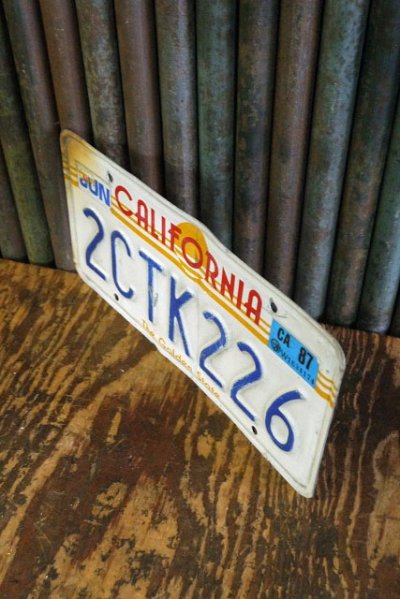 JUN
CALIFORNIA
CA 87
2CTK226
The Golden State